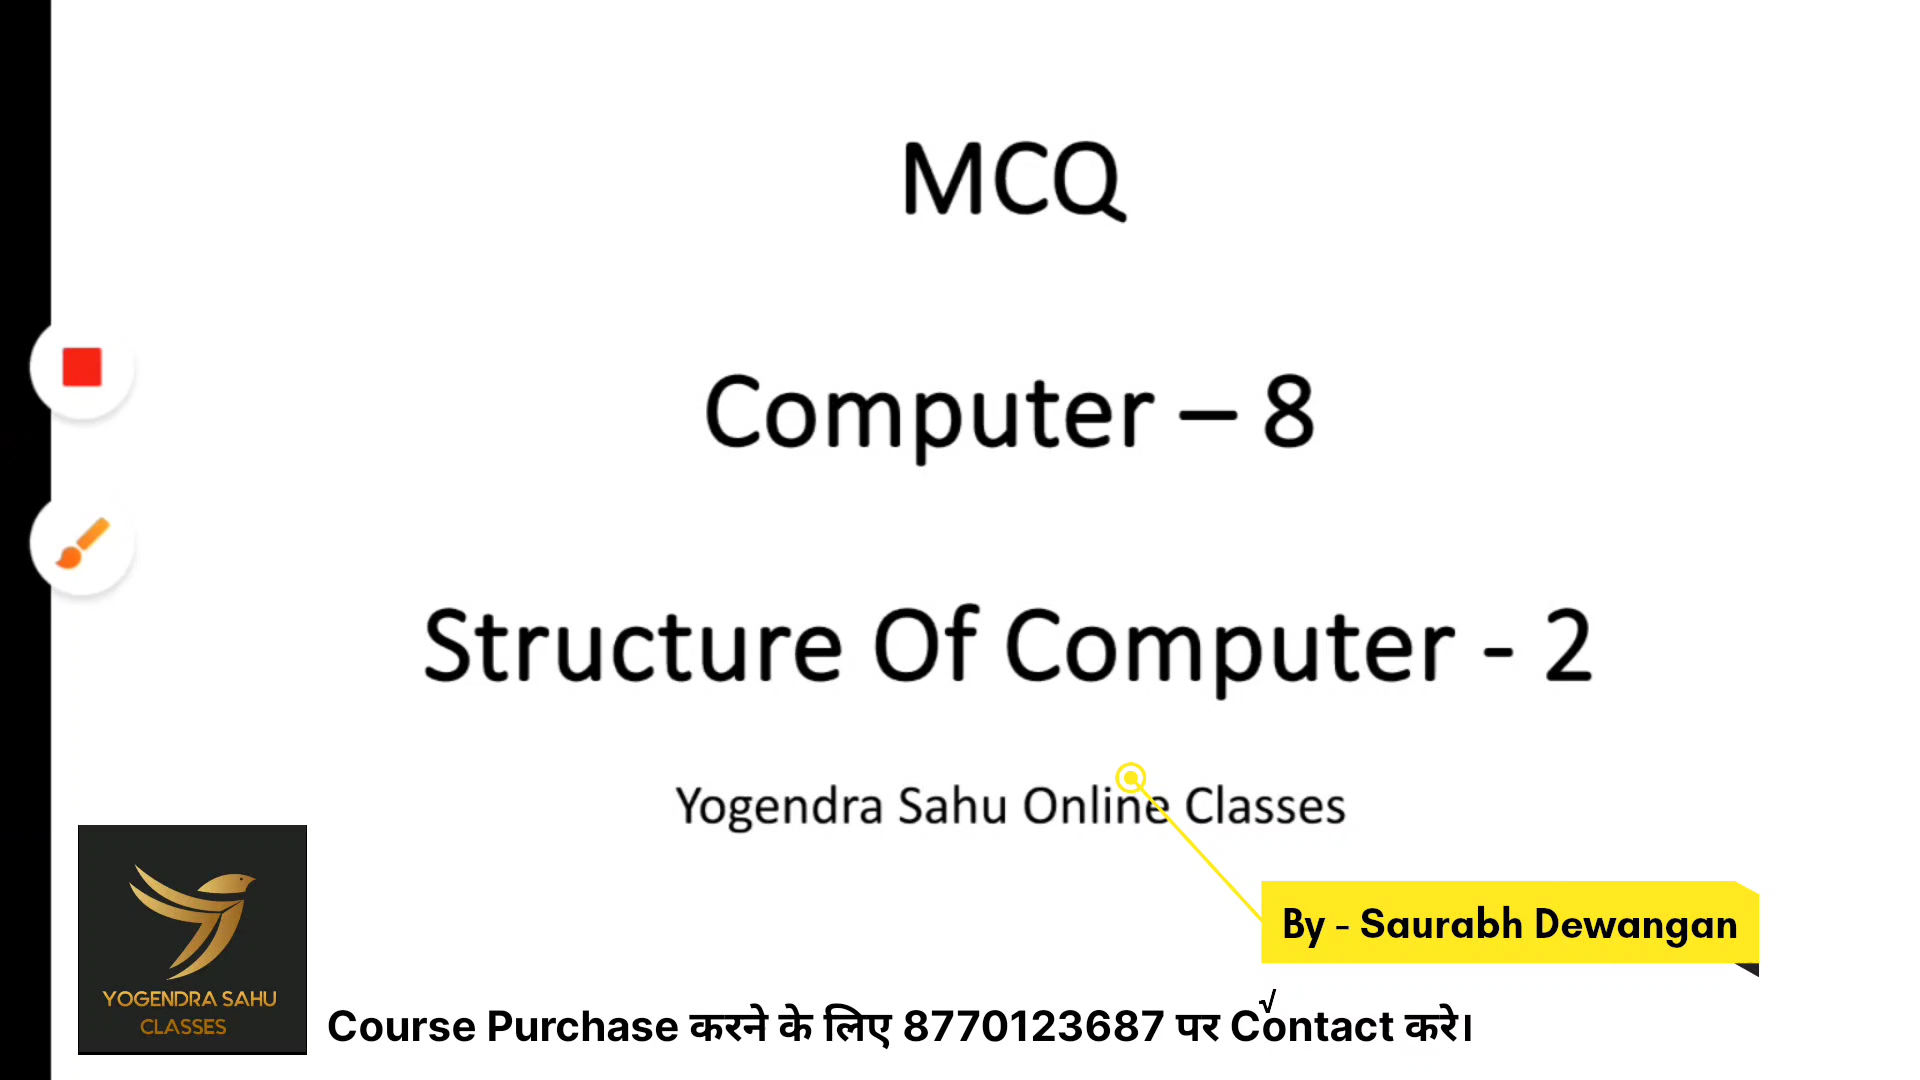 MCQ
Computer – 8
Structure Of Computer - 2
Yogendra Sahu Online Classes
By - Saurabh Dewangan
YOGENDRA SAHU
CLASSES
Course Purchase करने के लिए 8770123687 पर Contact करे।